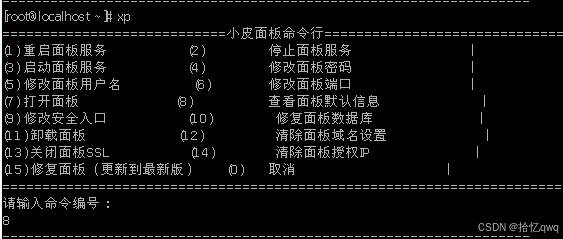 [root@localhost ~]# xp
==========================小皮面板命令行==========================
(1)重启面板服务 (2) 停止面板服务 |
(3)启动面板服务 (4) 修改面板密码 |
(5)修改面板用户名 (6) 修改面板端口 |
(7)打开面板 (8) 查看面板默认信息 |
(9)修改安全入口 (10) 修复面板数据库 |
(11)卸载面板 (12) 清除面板域名设置 |
(13)关闭面板SSL (14) 清除面板授权IP |
(15)修复面板（更新到最新版） (0) 取消 |
==================================================================
请输入命令编号：
8
CSDN @拾忆qwq